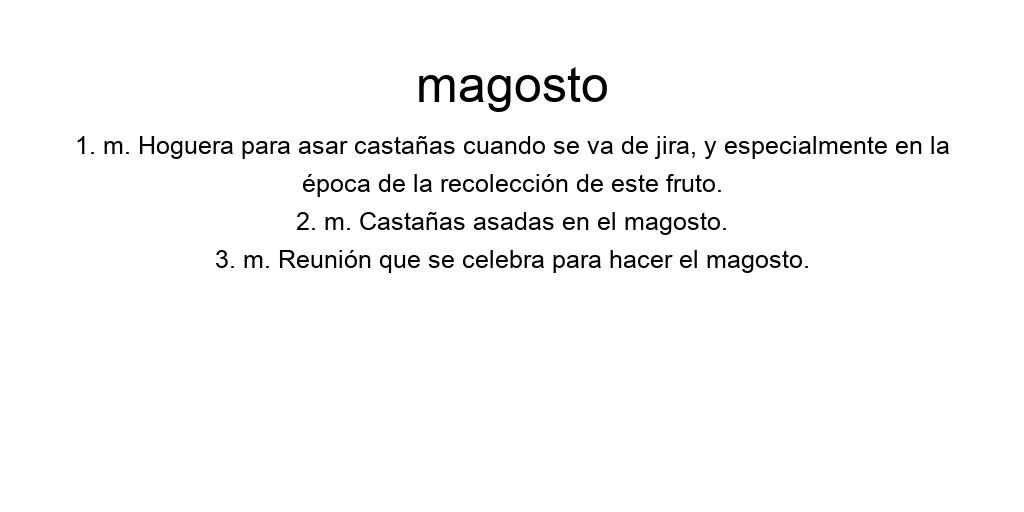 magosto
1. m. Hoguera para asar castañas cuando se va de jira, y especialmente en la
época de la recolección de este fruto.
2. m. Castañas asadas en el magosto.
3. m. Reunión que se celebra para hacer el magosto.